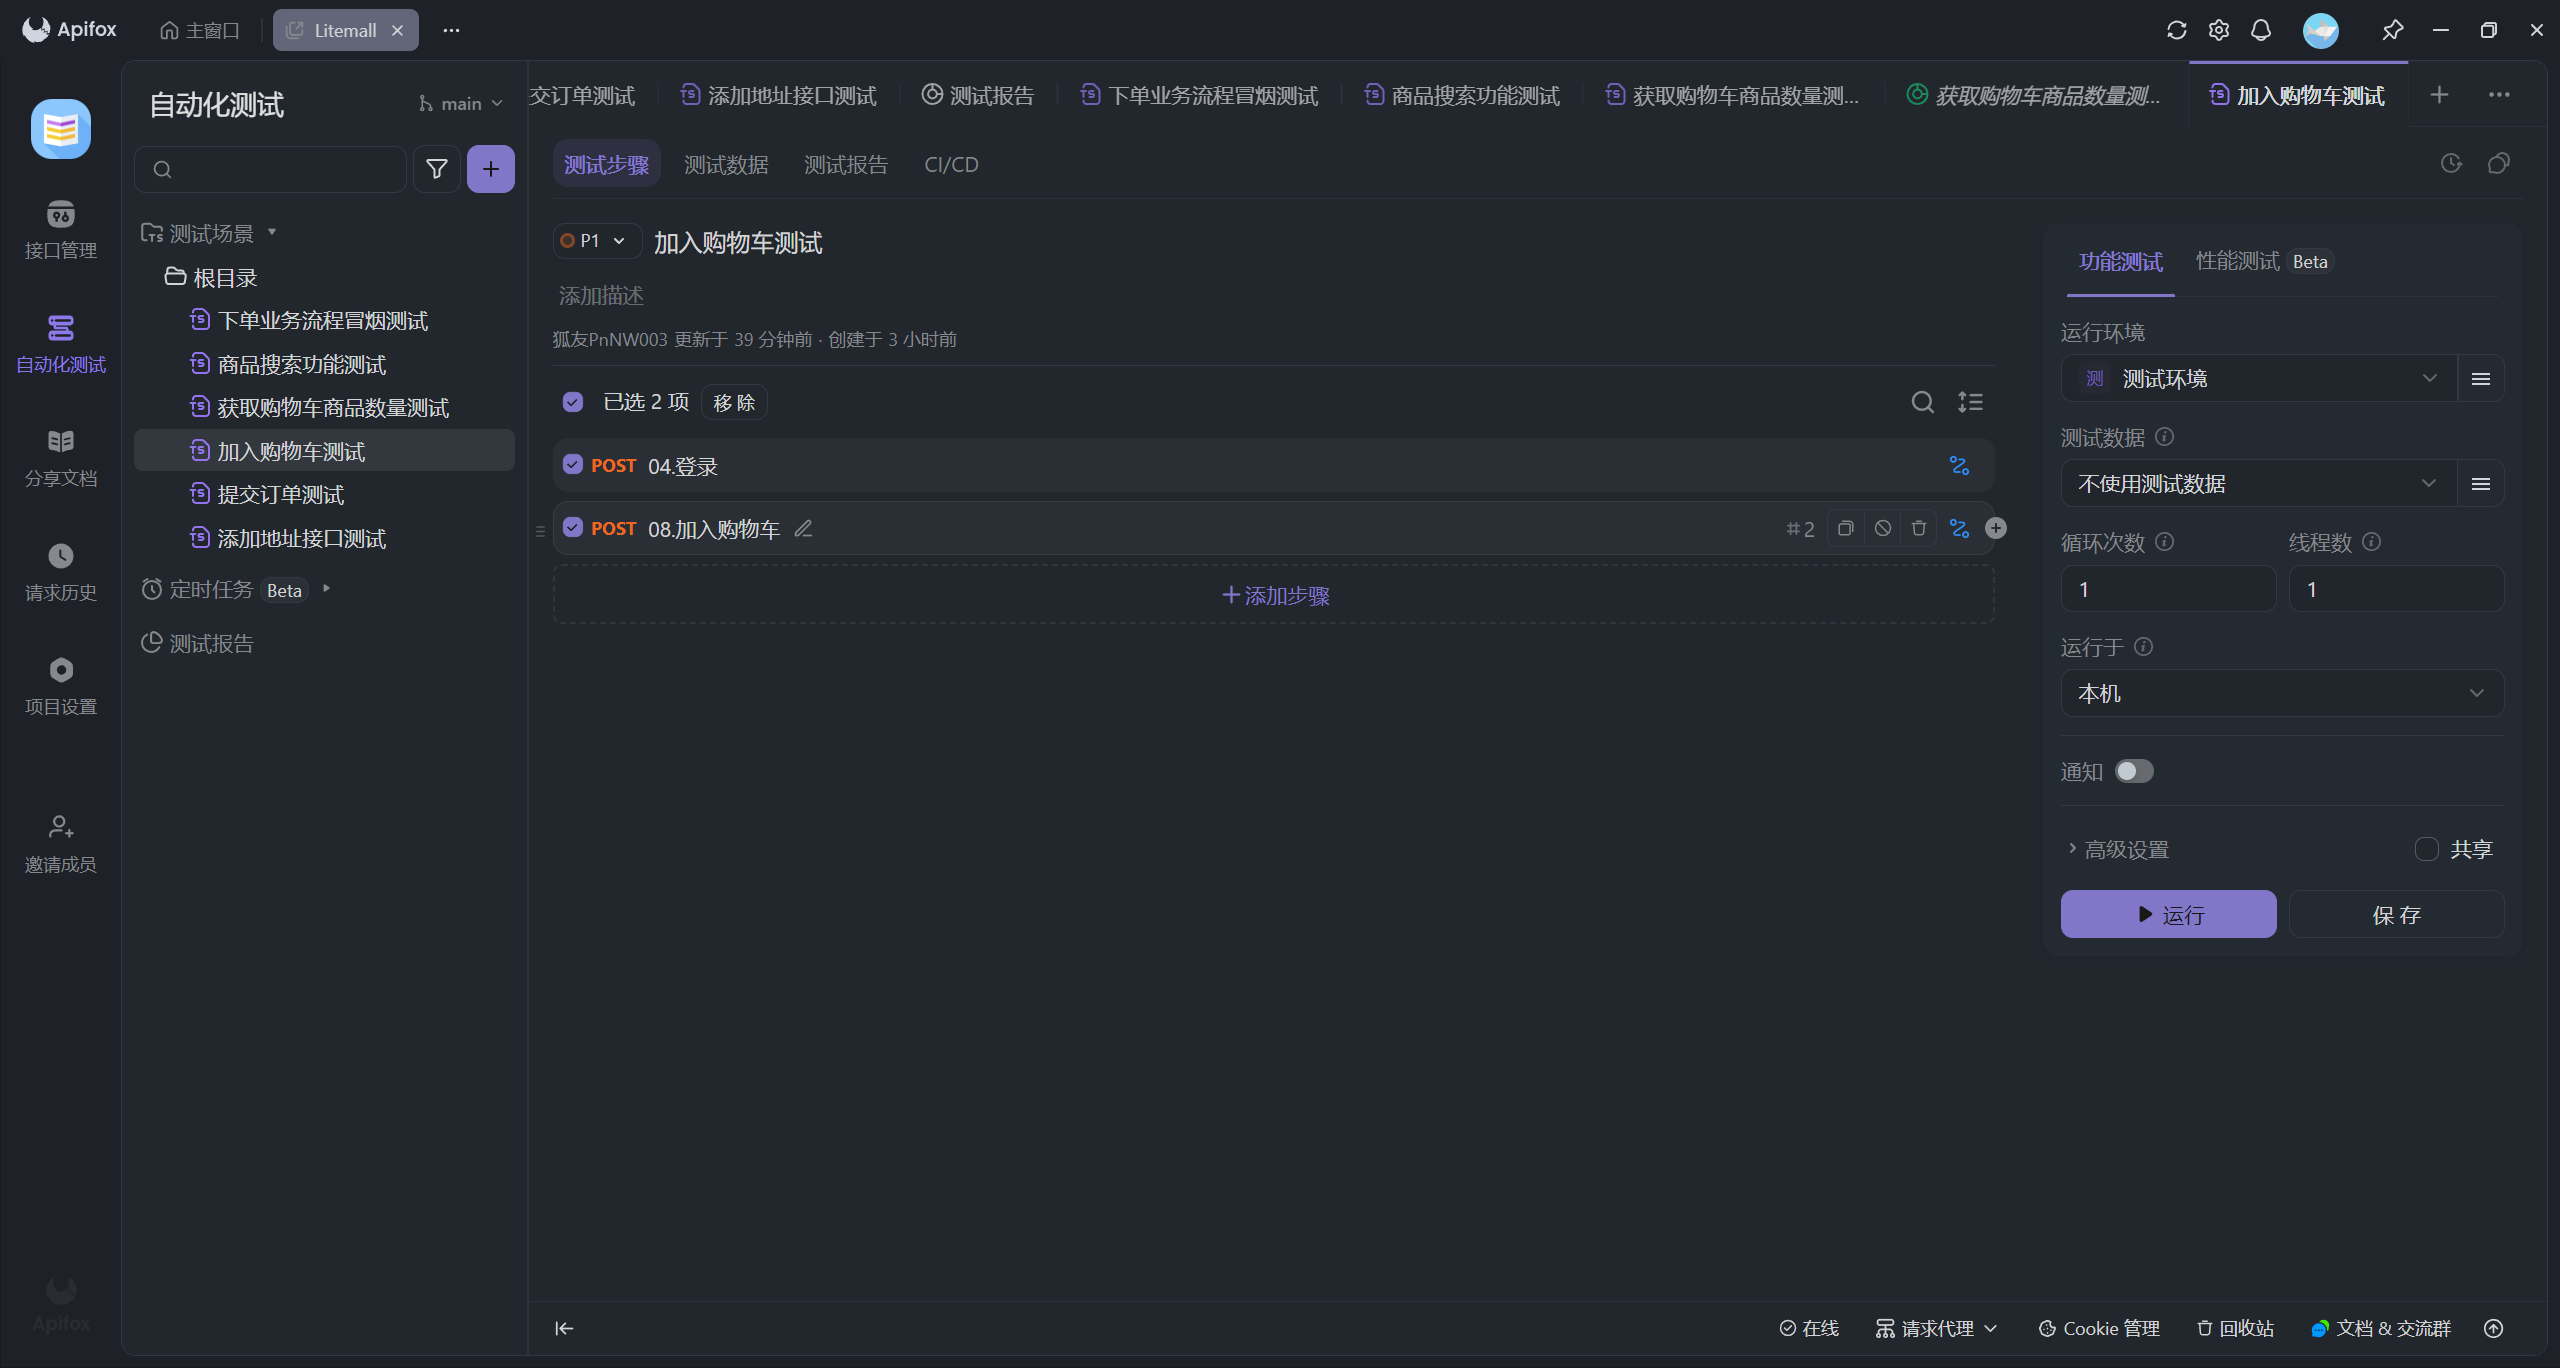 Apifox 主窗口 Litemall ...
自动化测试 main
接口管理
自动化测试
分享文档
请求历史
项目设置
邀请成员
Apifox
测试场景
根目录
TS 下单业务流程冒烟测试
TS 商品搜索功能测试
TS 获取购物车商品数量测试
TS 加入购物车测试
TS 提交订单测试
TS 添加地址接口测试
定时任务 Beta
测试报告
交订单测试 TS 添加地址接口测试 测试报告 TS 下单业务流程冒烟测试 TS 商品搜索功能测试 TS 获取购物车商品数量测... 获取购物车商品数量测... TS 加入购物车测试
测试步骤 测试数据 测试报告 CI/CD
P1 加入购物车测试
添加描述
狐友PnNW003 更新于 39 分钟前 · 创建于 3 小时前
已选 2 项 移 除
POST 04.登录
POST 08.加入购物车 #2
+ 添加步骤
功能测试 性能测试 Beta
运行环境
测 测试环境
测试数据
不使用测试数据
循环次数 线程数
1 1
运行于
本机
通知
高级设置 共享
运行 保 存
在线 请求代理 Cookie 管理 回收站 文档 & 交流群